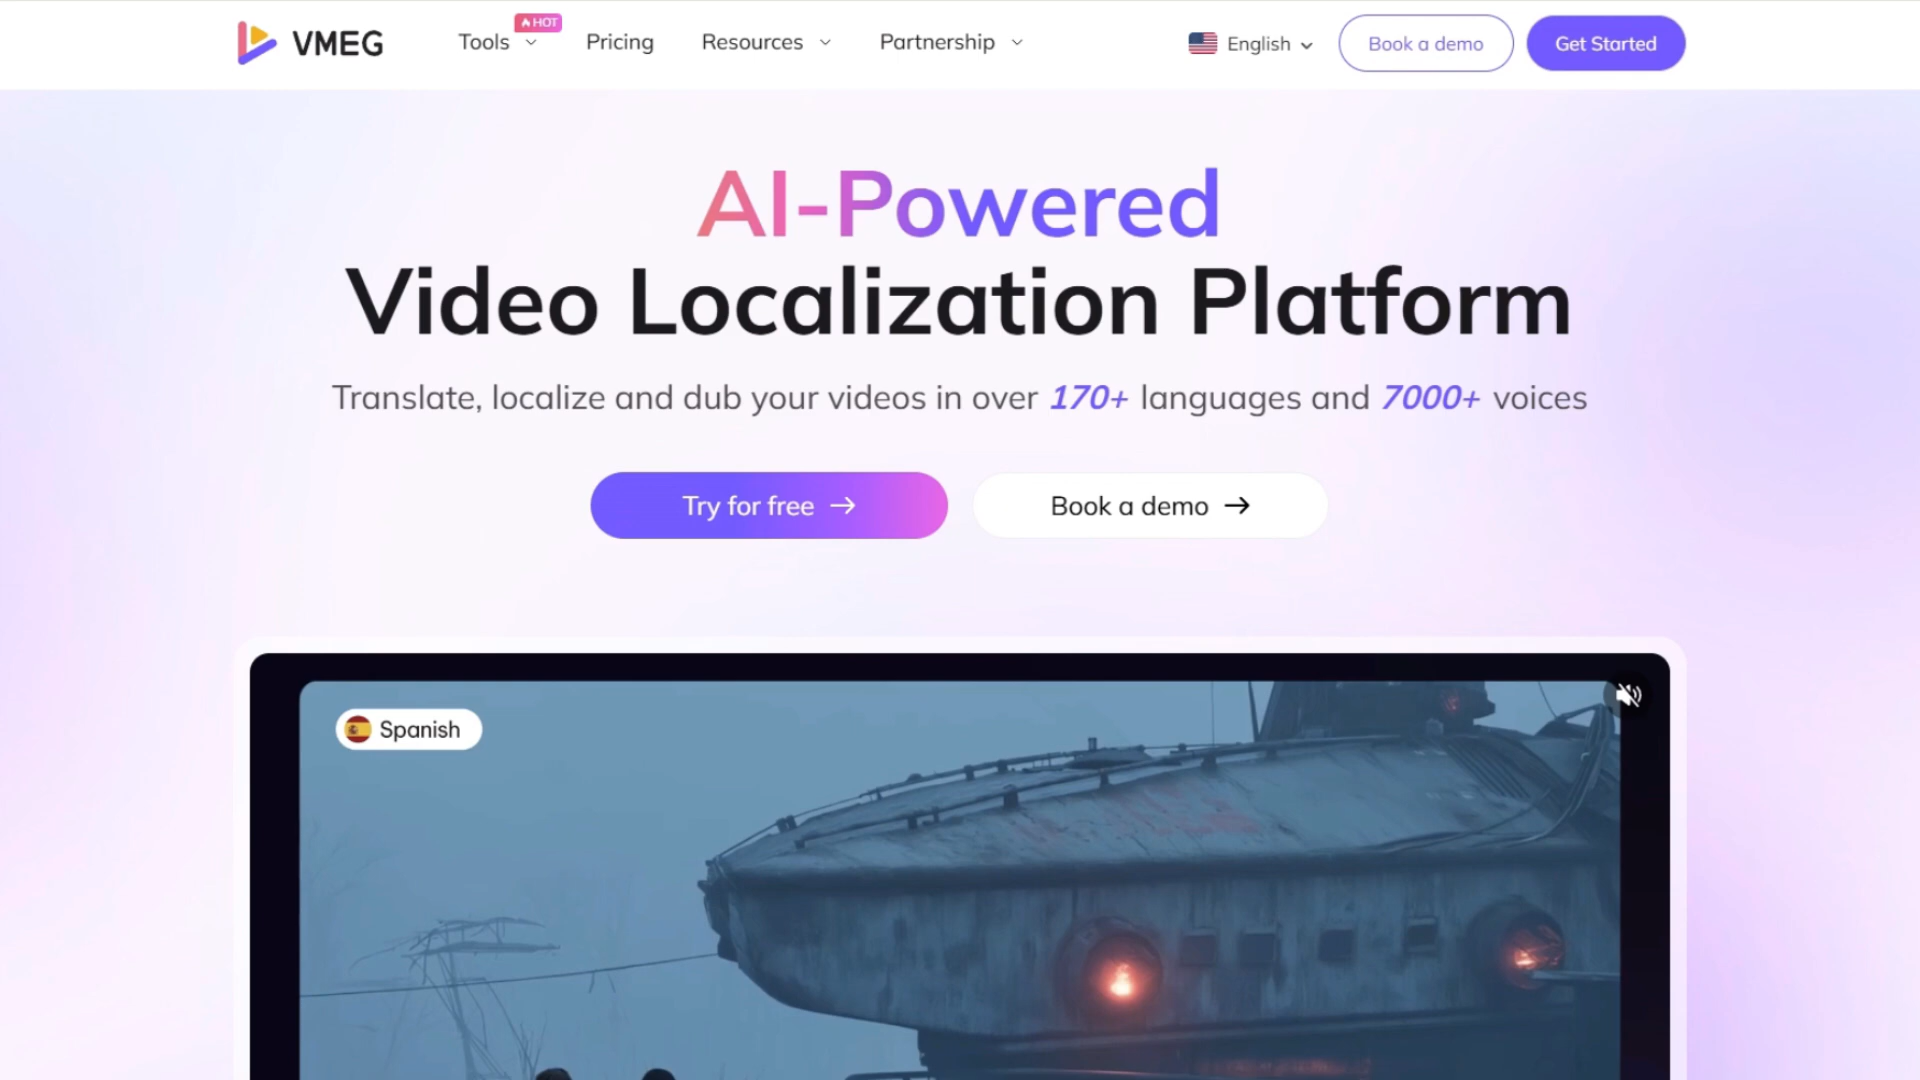 VMEG
Tools
HOT
Pricing
Resources
Partnership
English
Book a demo
Get Started
AI-Powered
Video Localization Platform
Translate, localize and dub your videos in over 170+ languages and 7000+ voices
Try for free →
Book a demo →
Spanish